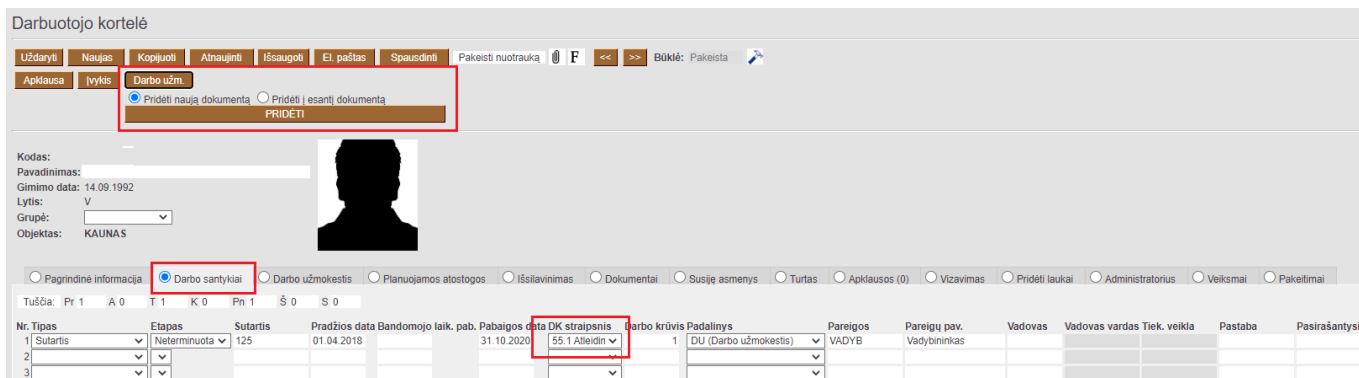 Darbuotojo kortelė
Uždaryti Naujas Kopijuoti Atnaujinti Išsaugoti El. paštas Spausdinti Pakeisti nuotrauką F << >> Būklė: Pakeista
Apklausa Įvykis Darbo užm.
Pridėti naują dokumentą Pridėti į esantį dokumentą
PRIDĖTI
Kodas:
Pavadinimas:
Gimimo data: 14.09.1992
Lytis: V
Grupė:
Objektas: KAUNAS
Pagrindinė informacija Darbo santykiai Darbo užmokestis Planuojamos atostogos Išsilavinimas Dokumentai Susiję asmenys Turtas Apklausos (0) Vizavimas Pridėti laukai Administratorius Veiksmai Pakeitimai
Tuščia: Pr 1 A 0 T 1 K 0 Pn 1 Š 0 S 0
Nr. Tipas Etapas Sutartis Pradžios data Bandomojo laik. pab. Pabaigos data DK straipsnis Darbo krūvis Padalinys Pareigos Pareigų pav. Vadovas Vadovas vardas Tiek. veikla Pastaba Pasirašantysi
1 Sutartis Neterminuota 125 01.04.2018 31.10.2020 55.1 Atleidin 1 DU (Darbo užmokestis) VADYB Vadybininkas
2
3